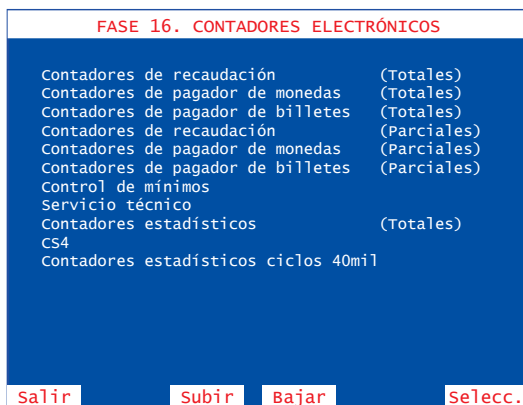 FASE 16. CONTADORES ELECTRÓNICOS
Contadores de recaudación (Totales)
Contadores de pagador de monedas (Totales)
Contadores de pagador de billetes (Totales)
Contadores de recaudación (Parciales)
Contadores de pagador de monedas (Parciales)
Contadores de pagador de billetes (Parciales)
Control de mínimos
Servicio técnico
Contadores estadísticos (Totales)
CS4
Contadores estadísticos ciclos 40mil
Salir Subir Bajar Selecc.